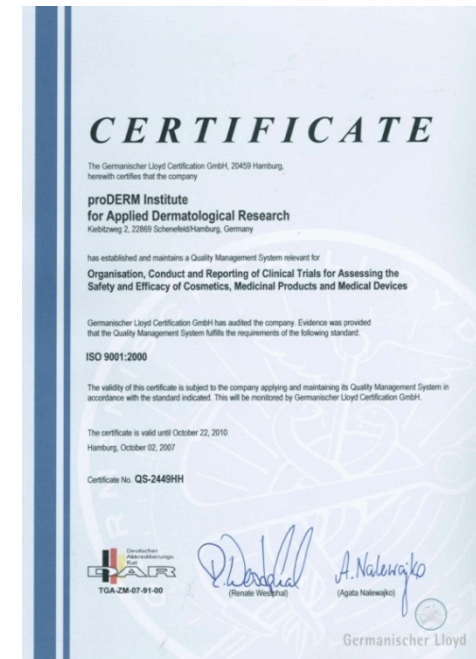 CERTIFICATE
The Germanischer Lloyd Certification GmbH, 20459 Hamburg,
herewith certifies that the company
proDERM Institute
for Applied Dermatological Research
Kiebitzweg 2, 22869 Schenefeld/Hamburg, Germany
has established and maintains a Quality Management System relevant for
Organisation, Conduct and Reporting of Clinical Trials for Assessing the
Safety and Efficacy of Cosmetics, Medicinal Products and Medical Devices
Germanischer Lloyd Certification GmbH has audited the company. Evidence was provided
that the Quality Management System fulfills the requirements of the following standard:
ISO 9001:2000
The validity of this certificate is subject to the company applying and maintaining its Quality Management System in
accordance with the standard indicated. This will be monitored by Germanischer Lloyd Certification GmbH.
The certificate is valid until October 22, 2010
Hamburg, October 02, 2007
Certificate No. QS-2449HH
Deutscher
Akkreditierungs
Rat
DAR
TGA-ZM-07-91-00
R. Westphal
(Renate Westphal)
A. Nalewajko
(Agata Nalewajko)
Germanischer Lloyd